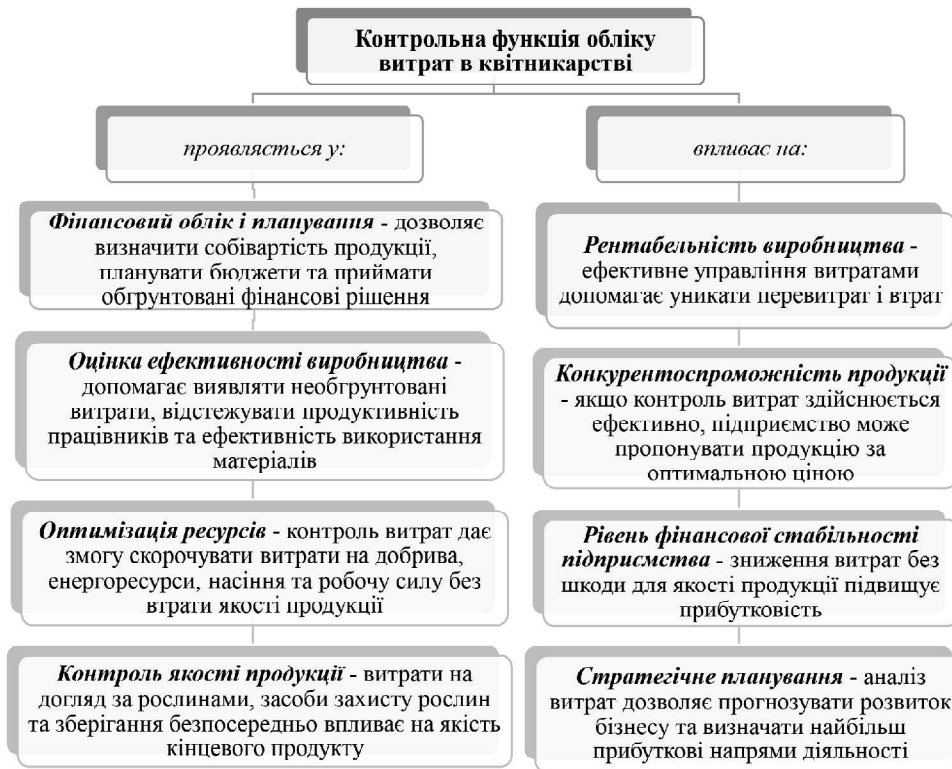 Контрольна функція обліку
витрат в квітникарстві
проявляється у:
Фінансовий облік і планування - дозволяє
визначити собівартість продукції,
планувати бюджети та приймати
обгрунтовані фінансові рішення
Оцінка ефективності виробництва -
допомагає виявляти необгрунтовані
витрати, відстежувати продуктивність
працівників та ефективність використання
матеріалів
Оптимізація ресурсів - контроль витрат дає
змогу скорочувати витрати на добрива,
енергоресурси, насіння та робочу силу без
втрати якості продукції
Контроль якості продукції - витрати на
догляд за рослинами, засоби захисту рослин
та зберігання безпосередньо впливає на якість
кінцевого продукту
впливає на:
Рентабельність виробництва -
ефективне управління витратами
допомагає уникати перевитрат і втрат
Конкурентоспроможність продукції
- якщо контроль витрат здійснюється
ефективно, підприємство може
пропонувати продукцію за
оптимальною ціною
Рівень фінансової стабільності
підприємства - зниження витрат без
шкоди для якості продукції підвищує
прибутковість
Стратегічне планування - аналіз
витрат дозволяє прогнозувати розвиток
бізнесу та визначати найбільш
прибуткові напрями діяльності